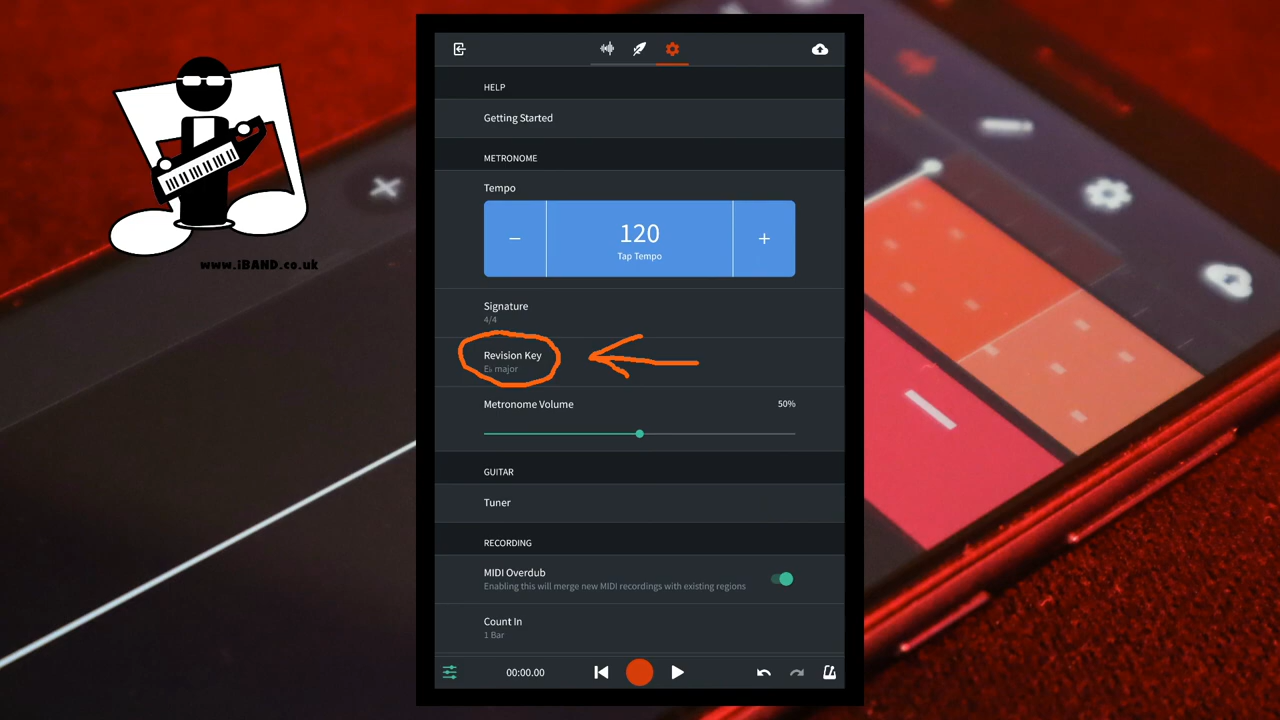 www.iBAND.co.uk
HELP
Getting Started
METRONOME
Tempo
− 120 +
Tap Tempo
Signature
4/4
Revision Key
E♭ major
Metronome Volume 50%
GUITAR
Tuner
RECORDING
MIDI Overdub
Enabling this will merge new MIDI recordings with existing regions
Count In
1 Bar
00:00.00